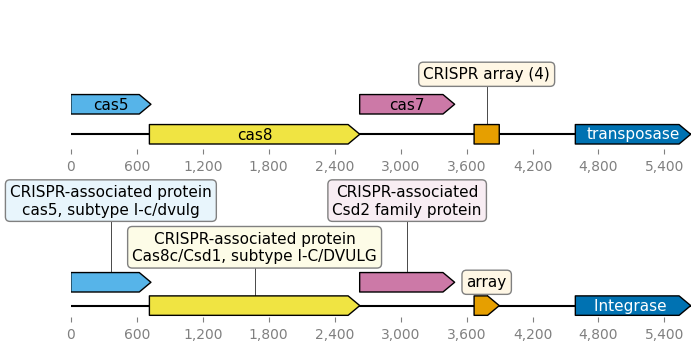 CRISPR array (4)
cas5
cas7
cas8
transposase
0 600 1,200 1,800 2,400 3,000 3,600 4,200 4,800 5,400
CRISPR-associated protein
cas5, subtype I-c/dvulg
CRISPR-associated
Csd2 family protein
CRISPR-associated protein
Cas8c/Csd1, subtype I-C/DVULG
array
Integrase
0 600 1,200 1,800 2,400 3,000 3,600 4,200 4,800 5,400